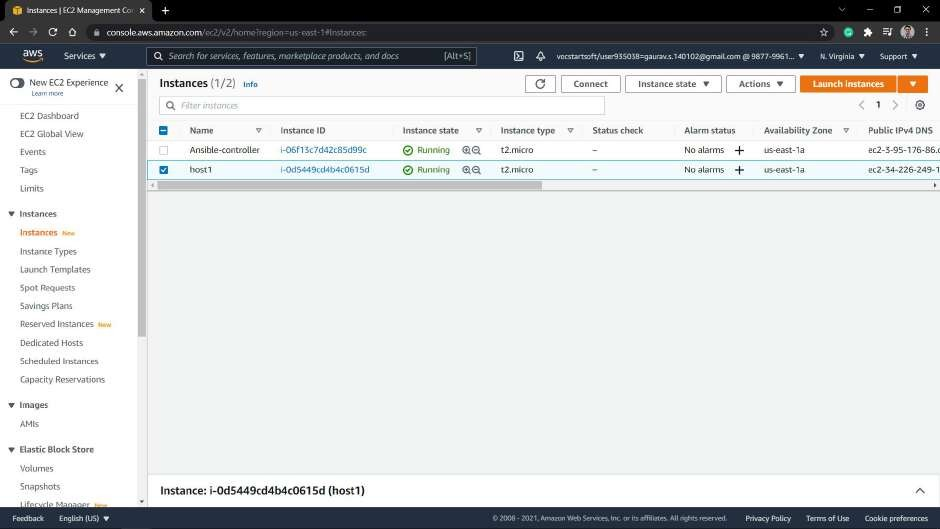 Instances | EC2 Management Con
console.aws.amazon.com/ec2/v2/home?region=us-east-1#Instances:
aws Services Search for services, features, marketplace products, and docs [Alt+S] vocstartsoft/user935038=gaurav.s.140102@gmail.com @ 9877-9961... N. Virginia Support
New EC2 Experience
Learn more
EC2 Dashboard
EC2 Global View
Events
Tags
Limits
Instances
Instances New
Instance Types
Launch Templates
Spot Requests
Savings Plans
Reserved Instances New
Dedicated Hosts
Scheduled Instances
Capacity Reservations
Images
AMIs
Elastic Block Store
Volumes
Snapshots
Lifecycle Manager New
Instances (1/2) Info Connect Instance state Actions Launch instances
Filter instances 1
Name Instance ID Instance state Instance type Status check Alarm status Availability Zone Public IPv4 DNS
Ansible-controller i-06f13c7d42c85d99c Running t2.micro – No alarms + us-east-1a ec2-3-95-176-86.c
host1 i-0d5449cd4b4c0615d Running t2.micro – No alarms + us-east-1a ec2-34-226-249-1
Instance: i-0d5449cd4b4c0615d (host1)
Feedback English (US) © 2008 - 2021, Amazon Web Services, Inc. or its affiliates. All rights reserved. Privacy Policy Terms of Use Cookie preferences